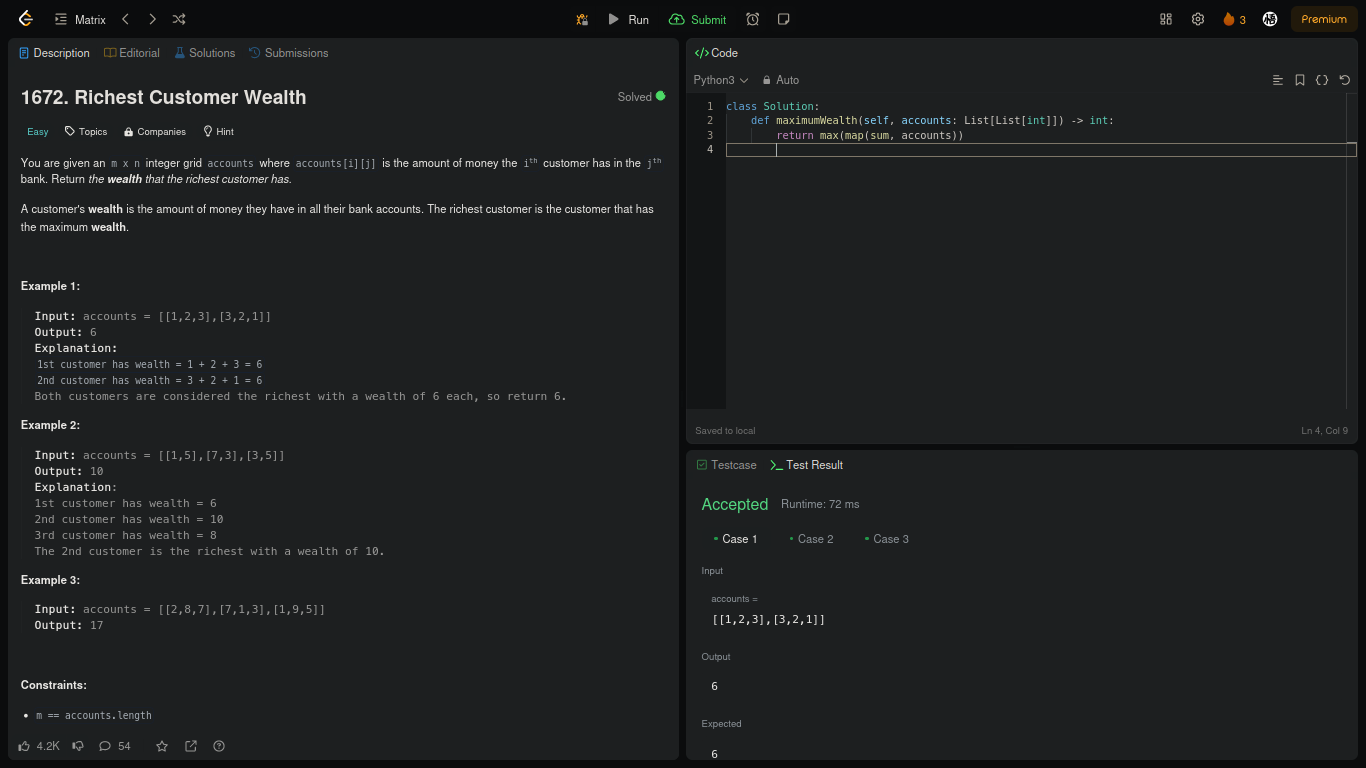 Matrix
Run
Submit
3
Premium
Description
Editorial
Solutions
Submissions
1672. Richest Customer Wealth
Solved
Easy
Topics
Companies
Hint
You are given an m x n integer grid accounts where accounts[i][j] is the amount of money the ith customer has in the jth
bank. Return the wealth that the richest customer has.
A customer's wealth is the amount of money they have in all their bank accounts. The richest customer is the customer that has
the maximum wealth.
Example 1:
Input: accounts = [[1,2,3],[3,2,1]]
Output: 6
Explanation:
1st customer has wealth = 1 + 2 + 3 = 6
2nd customer has wealth = 3 + 2 + 1 = 6
Both customers are considered the richest with a wealth of 6 each, so return 6.
Example 2:
Input: accounts = [[1,5],[7,3],[3,5]]
Output: 10
Explanation:
1st customer has wealth = 6
2nd customer has wealth = 10
3rd customer has wealth = 8
The 2nd customer is the richest with a wealth of 10.
Example 3:
Input: accounts = [[2,8,7],[7,1,3],[1,9,5]]
Output: 17
Constraints:
• m == accounts.length
4.2K
54
</> Code
Python3
Auto
1 class Solution:
2 def maximumWealth(self, accounts: List[List[int]]) -> int:
3 return max(map(sum, accounts))
4
Saved to local
Ln 4, Col 9
Testcase
Test Result
Accepted
Runtime: 72 ms
• Case 1
• Case 2
• Case 3
Input
accounts =
[[1,2,3],[3,2,1]]
Output
6
Expected
6